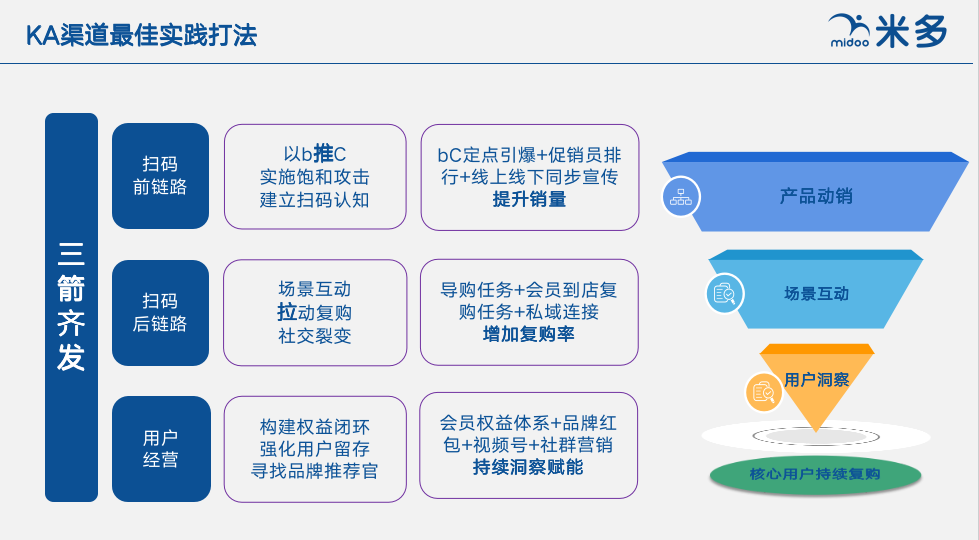 KA渠道最佳实践打法
midoo 米多
三箭齐发
扫码
前链路
以b推C
实施饱和攻击
建立扫码认知
bC定点引爆+促销员排
行+线上线下同步宣传
提升销量
扫码
后链路
场景互动
拉动复购
社交裂变
导购任务+会员到店复
购任务+私域连接
增加复购率
用户
经营
构建权益闭环
强化用户留存
寻找品牌推荐官
会员权益体系+品牌红
包+视频号+社群营销
持续洞察赋能
产品动销
场景互动
用户洞察
核心用户持续复购